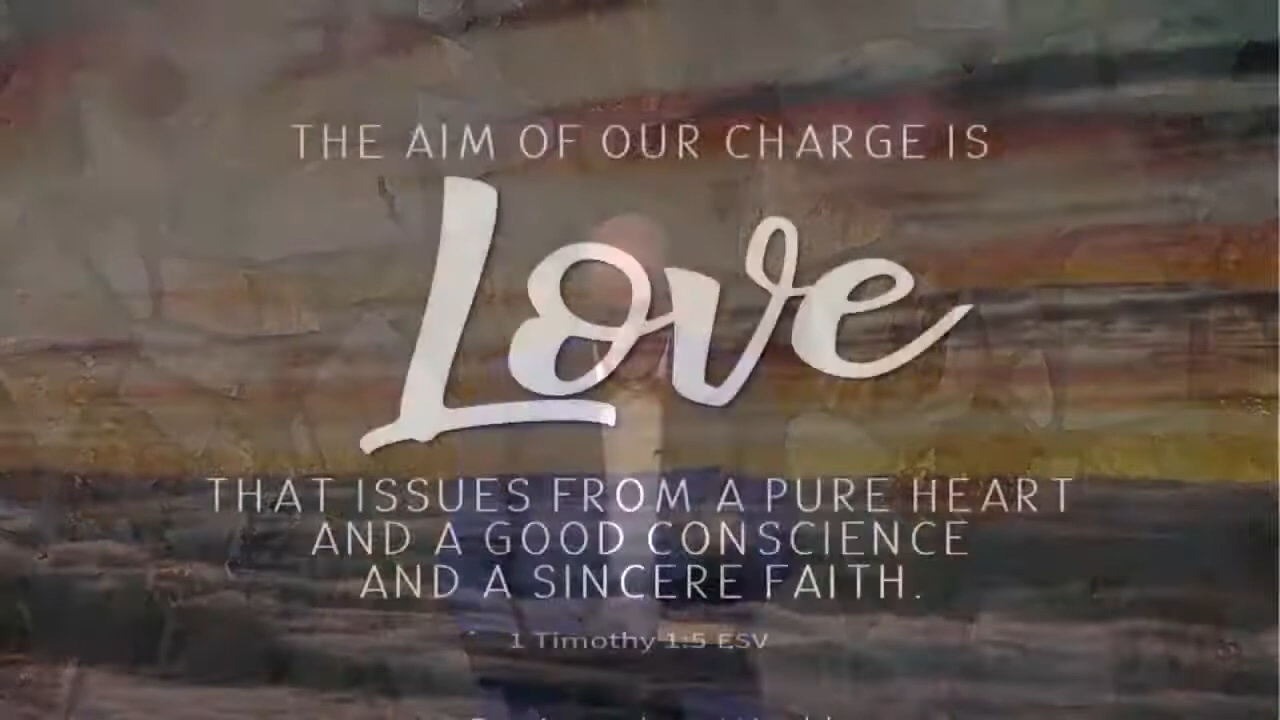 THE AIM OF OUR CHARGE IS
Love
THAT ISSUES FROM A PURE HEART
AND A GOOD CONSCIENCE
AND A SINCERE FAITH.
1 Timothy 1:5 ESV